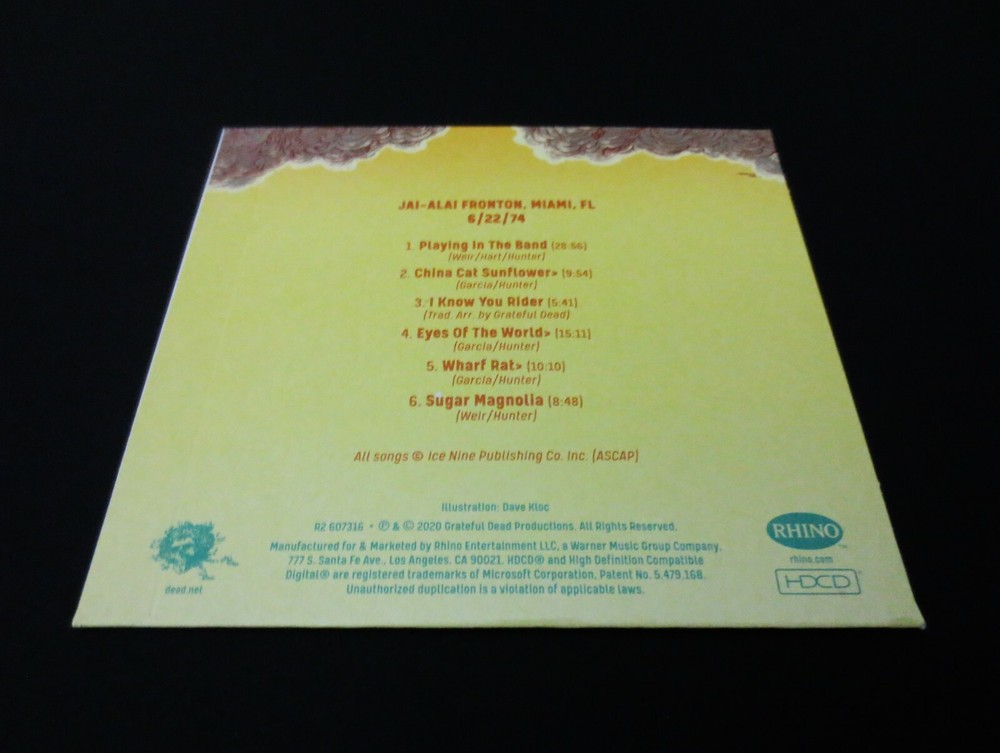 JAI-ALAI FRONTON, MIAMI, FL
6/22/74
1. Playing In The Band (28:56)
(Weir/Hart/Hunter)
2. China Cat Sunflower> (9:54)
(Garcia/Hunter)
3. I Know You Rider (5:41)
(Trad. Arr. by Grateful Dead)
4. Eyes Of The World> (15:11)
(Garcia/Hunter)
5. Wharf Rat> (10:10)
(Garcia/Hunter)
6. Sugar Magnolia (8:48)
(Weir/Hunter)
All songs © Ice Nine Publishing Co. Inc. (ASCAP)
Illustration: Dave Kloc
R2 607316 • ℗ & © 2020 Grateful Dead Productions. All Rights Reserved.
Manufactured for & Marketed by Rhino Entertainment LLC, a Warner Music Group Company,
777 S. Santa Fe Ave., Los Angeles, CA 90021. HDCD® and High Definition Compatible
Digital® are registered trademarks of Microsoft Corporation, Patent No. 5,479,168.
Unauthorized duplication is a violation of applicable laws.
dead.net
RHINO
rhino.com
HDCD